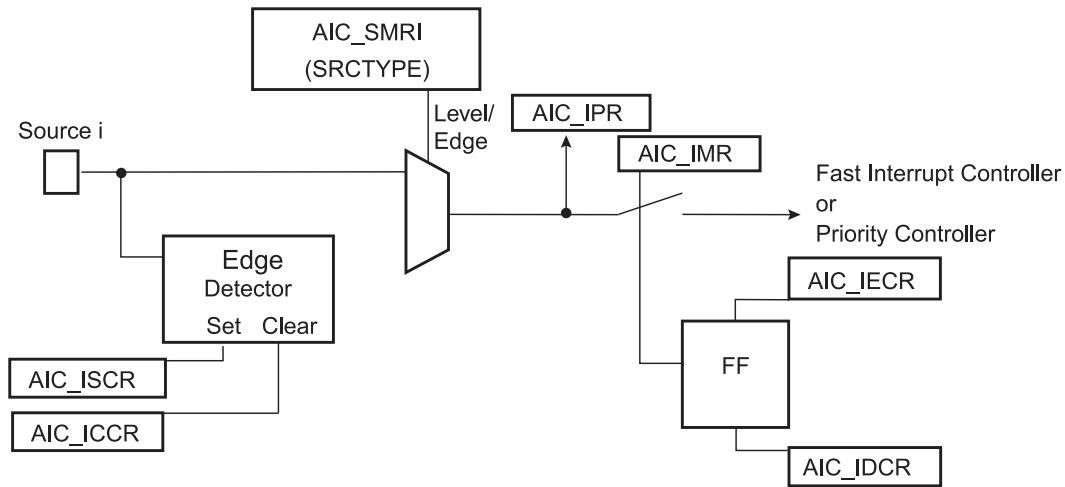 AIC_SMRI
(SRCTYPE)
Source i
Level/
Edge
AIC_IPR
AIC_IMR
Fast Interrupt Controller
or
Priority Controller
Edge
Detector
Set Clear
AIC_IECR
FF
AIC_ISCR
AIC_ICCR
AIC_IDCR